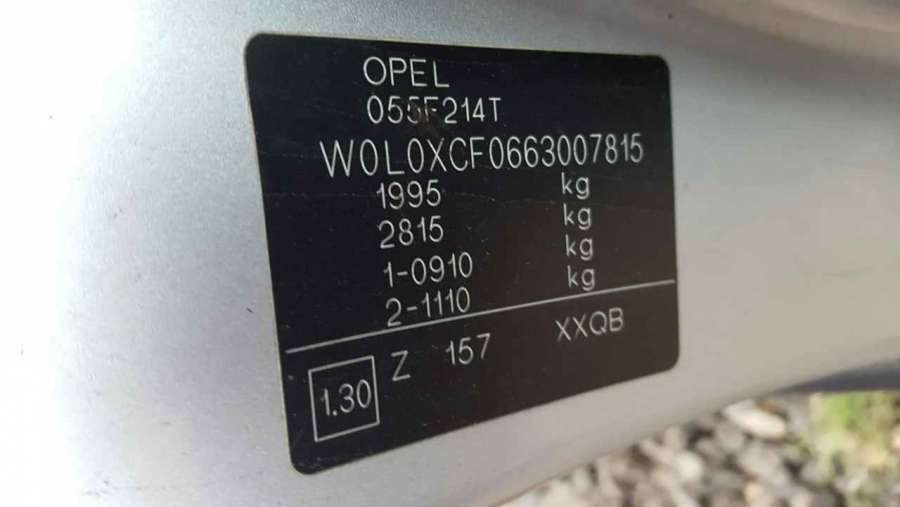 OPEL
055F214T
W0L0XCF0663007815
1995 kg
2815 kg
1-0910 kg
2-1110 kg
1.30 Z 157 XXQB